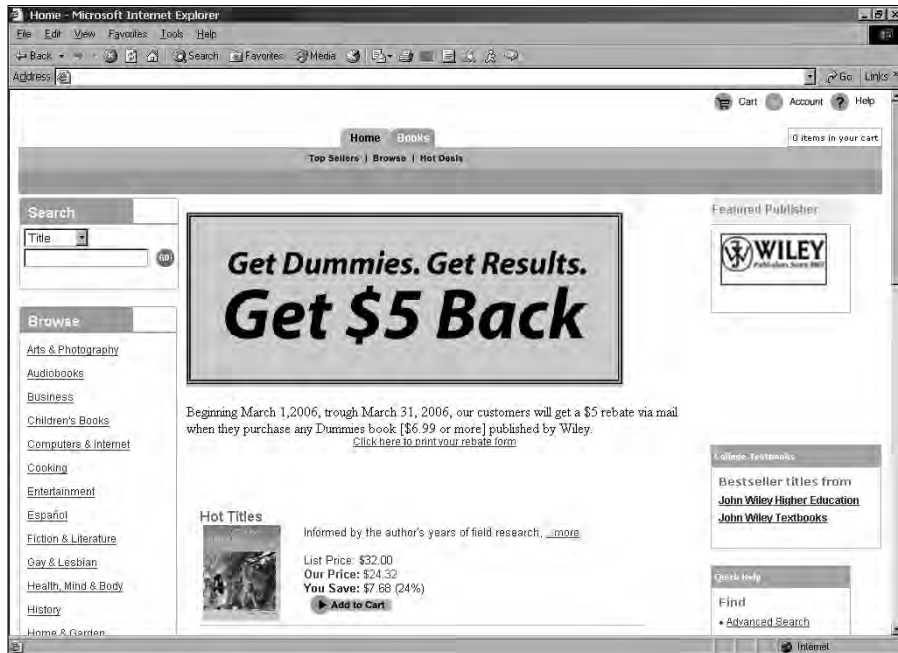 Home - Microsoft Internet Explorer
File Edit View Favorites Tools Help
Back Search Favorites Media
Address Go Links »
Cart Account ? Help
Home Books
0 items in your cart
Top Sellers | Browse | Hot Deals
Search
Title
GO!
Browse
Arts & Photography
Audiobooks
Business
Children's Books
Computers & Internet
Cooking
Entertainment
Español
Fiction & Literature
Gay & Lesbian
Health, Mind & Body
History
Home & Garden
Get Dummies. Get Results.
Get $5 Back
Beginning March 1,2006, trough March 31, 2006, our customers will get a $5 rebate via mail
when they purchase any Dummies book [$6.99 or more] published by Wiley.
Click here to print your rebate form
Hot Titles
Informed by the author's years of field research, ...more
List Price: $32.00
Our Price: $24.32
You Save: $7.68 (24%)
Add to Cart
Featured Publisher
WILEY
Publishers Since 1807
College Textbooks
Bestseller titles from
John Wiley Higher Education
John Wiley Textbooks
Quick Help
Find
• Advanced Search
Internet